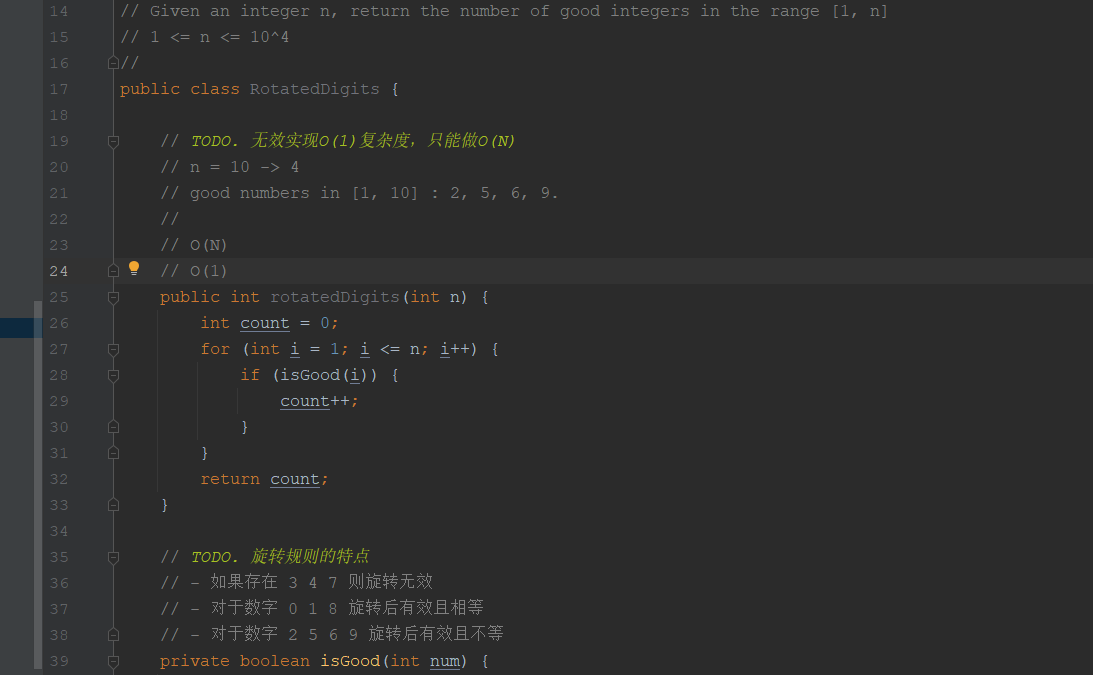 14 // Given an integer n, return the number of good integers in the range [1, n]
15 // 1 <= n <= 10^4
16 //
17 public class RotatedDigits {
18
19 // TODO. 无效实现O(1)复杂度，只能做O(N)
20 // n = 10 -> 4
21 // good numbers in [1, 10] : 2, 5, 6, 9.
22 //
23 // O(N)
24 // O(1)
25 public int rotatedDigits(int n) {
26 int count = 0;
27 for (int i = 1; i <= n; i++) {
28 if (isGood(i)) {
29 count++;
30 }
31 }
32 return count;
33 }
34
35 // TODO. 旋转规则的特点
36 // - 如果存在 3 4 7 则旋转无效
37 // - 对于数字 0 1 8 旋转后有效且相等
38 // - 对于数字 2 5 6 9 旋转后有效且不等
39 private boolean isGood(int num) {